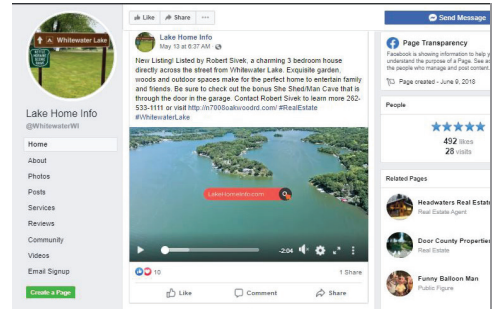 Whitewater Lake
Lake Home Info
@WhitewaterWI
Home
About
Photos
Posts
Services
Reviews
Community
Videos
Email Signup
Create a Page
Like
Share
Lake Home Info
May 13 at 6:37 AM
New Listing! Listed by Robert Sivek, a charming 3 bedroom house
directly across the street from Whitewater Lake. Exquisite garden,
woods and outdoor spaces make for the perfect home to entertain family
and friends. Be sure to check out the bonus She Shed/Man Cave that is
through the door in the garage. Contact Robert Sivek to learn more 262-
533-1111 or visit http://n7008oakwoodrd.com/ #RealEstate
#WhitewaterLake
LakeHomeInfo.com
-2:04
10
1 Share
Like
Comment
Share
Send Message
Page Transparency
Facebook is showing information to help y
understand the purpose of a Page. See ac
the people who manage and post content.
Page created - June 9, 2018
People
492 likes
28 visits
Related Pages
Headwaters Real Estate
Real Estate Agent
Door County Properties
Real Estate
Funny Balloon Man
Public Figure